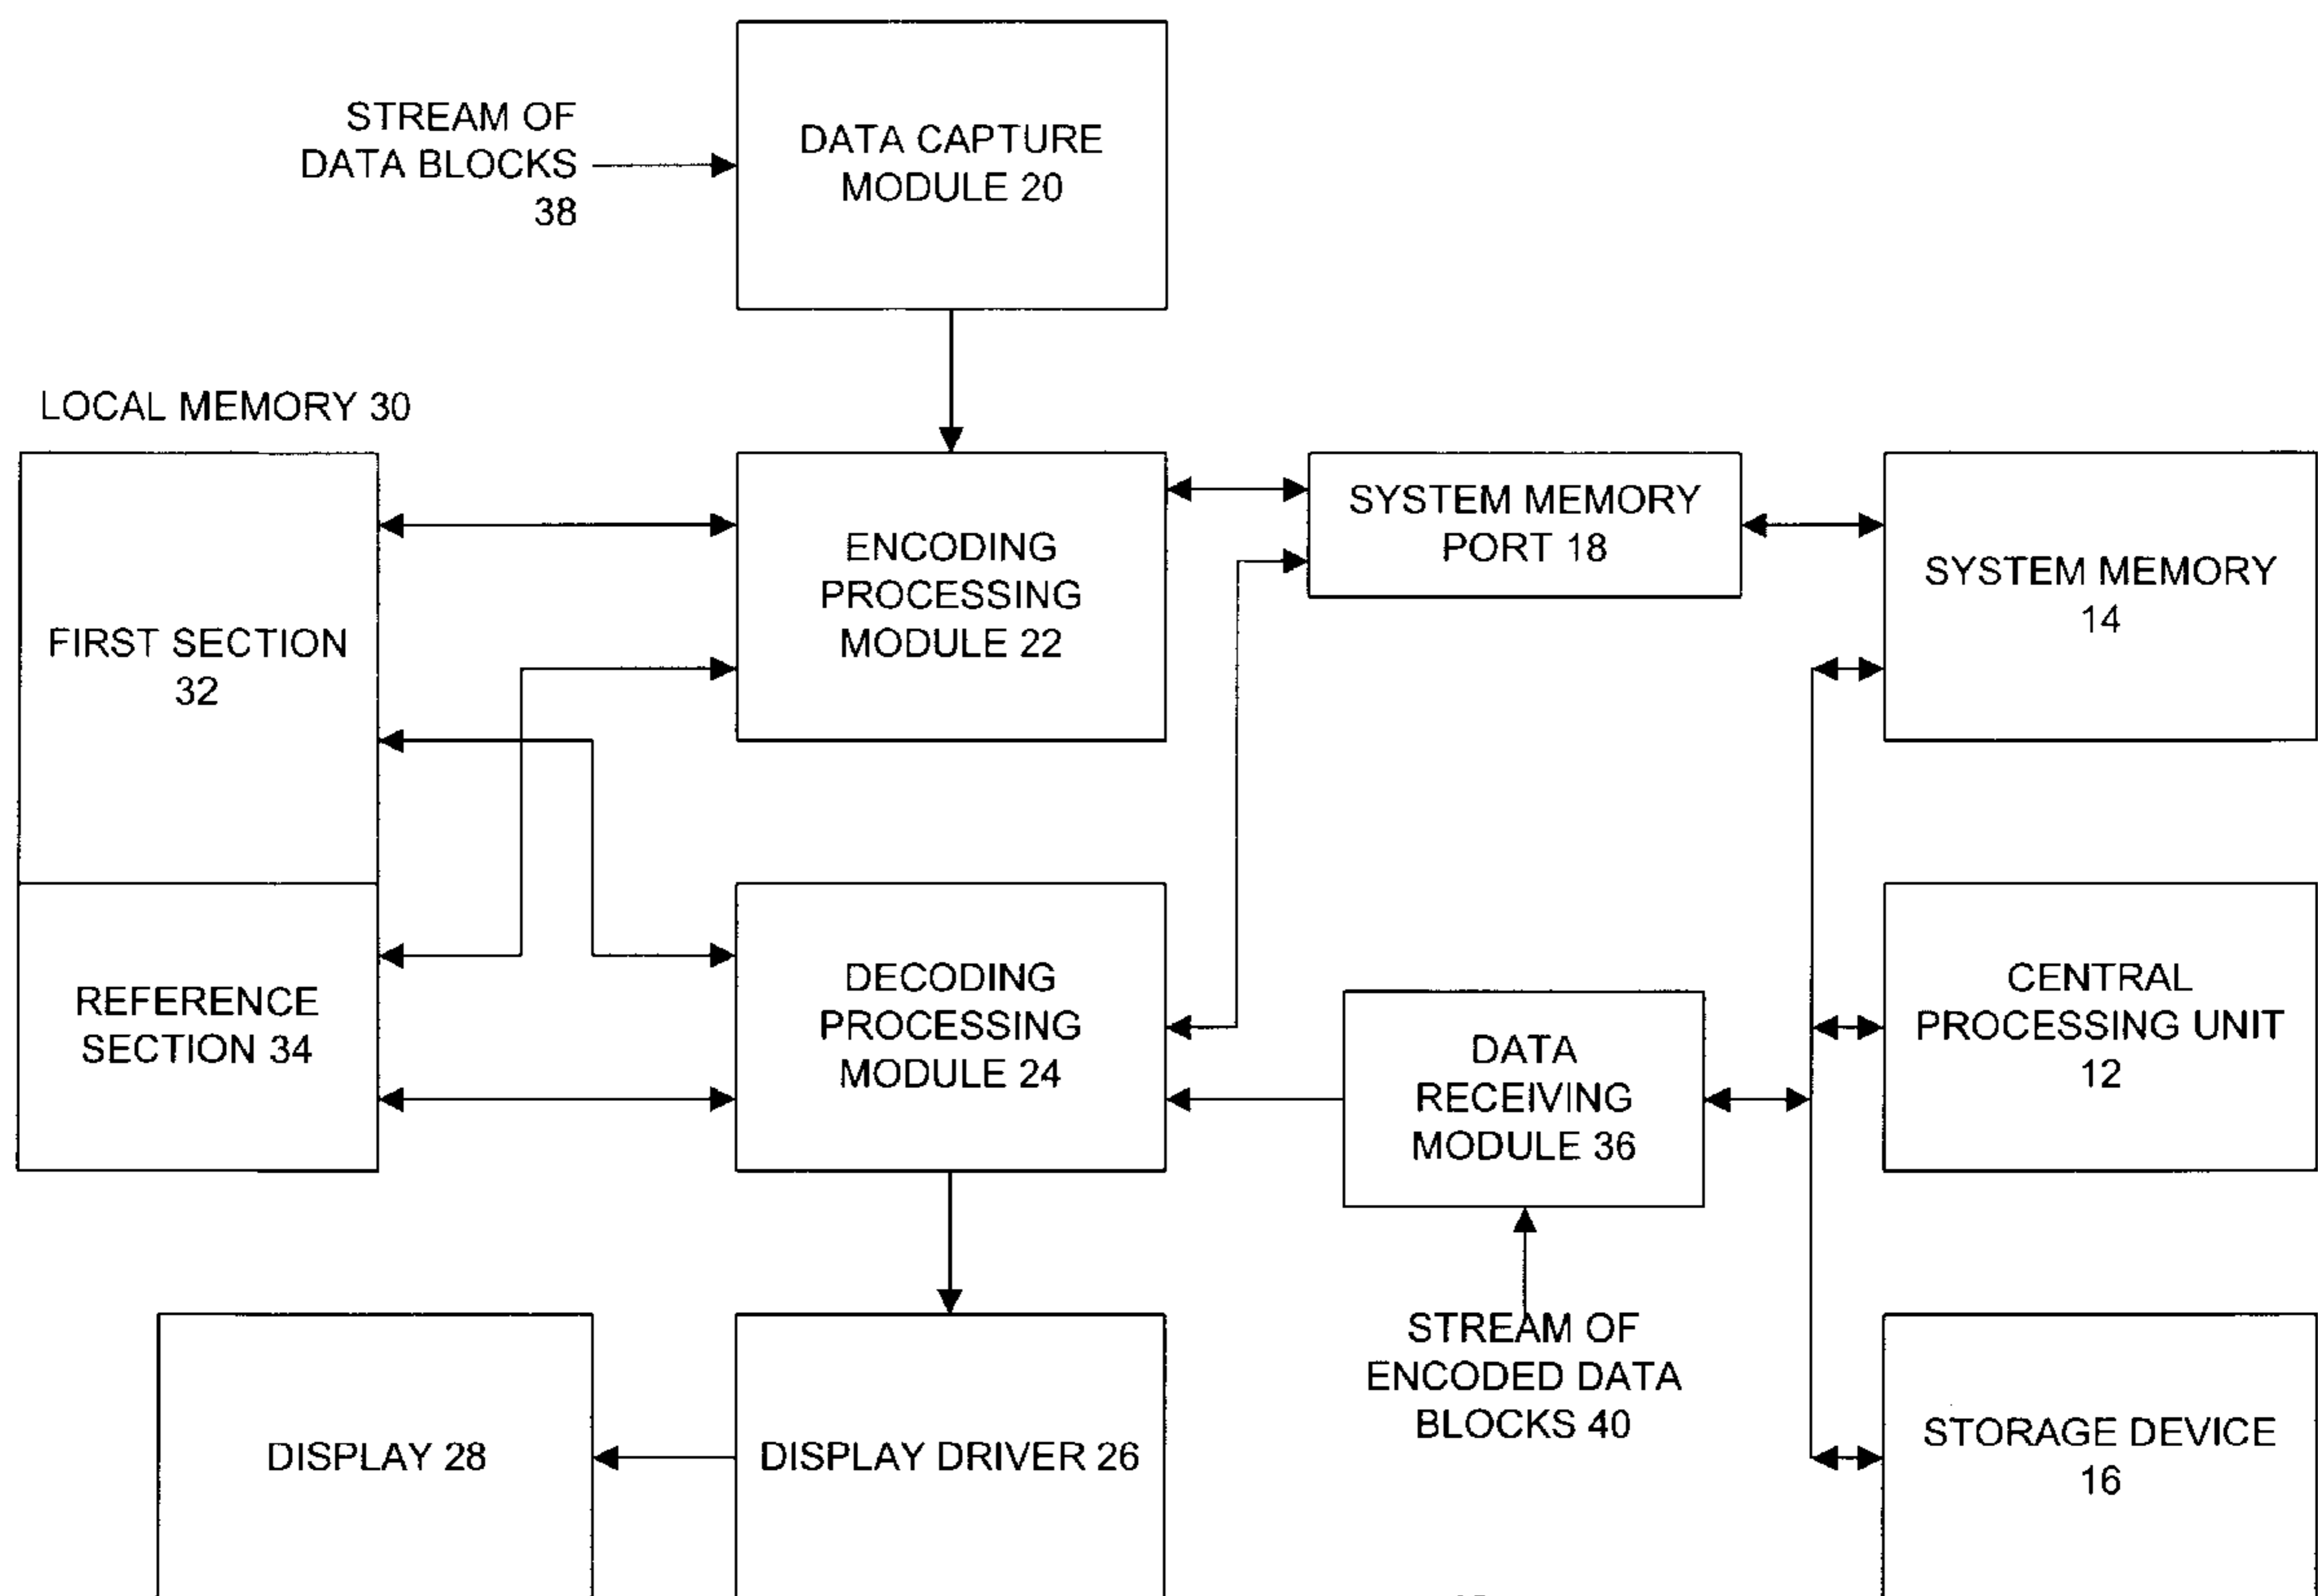 STREAM OF
DATA BLOCKS
38
DATA CAPTURE
MODULE 20
LOCAL MEMORY 30
FIRST SECTION
32
ENCODING
PROCESSING
MODULE 22
SYSTEM MEMORY
PORT 18
SYSTEM MEMORY
14
REFERENCE
SECTION 34
DECODING
PROCESSING
MODULE 24
DATA
RECEIVING
MODULE 36
CENTRAL
PROCESSING UNIT
12
STREAM OF
ENCODED DATA
BLOCKS 40
DISPLAY 28
DISPLAY DRIVER 26
STORAGE DEVICE
16